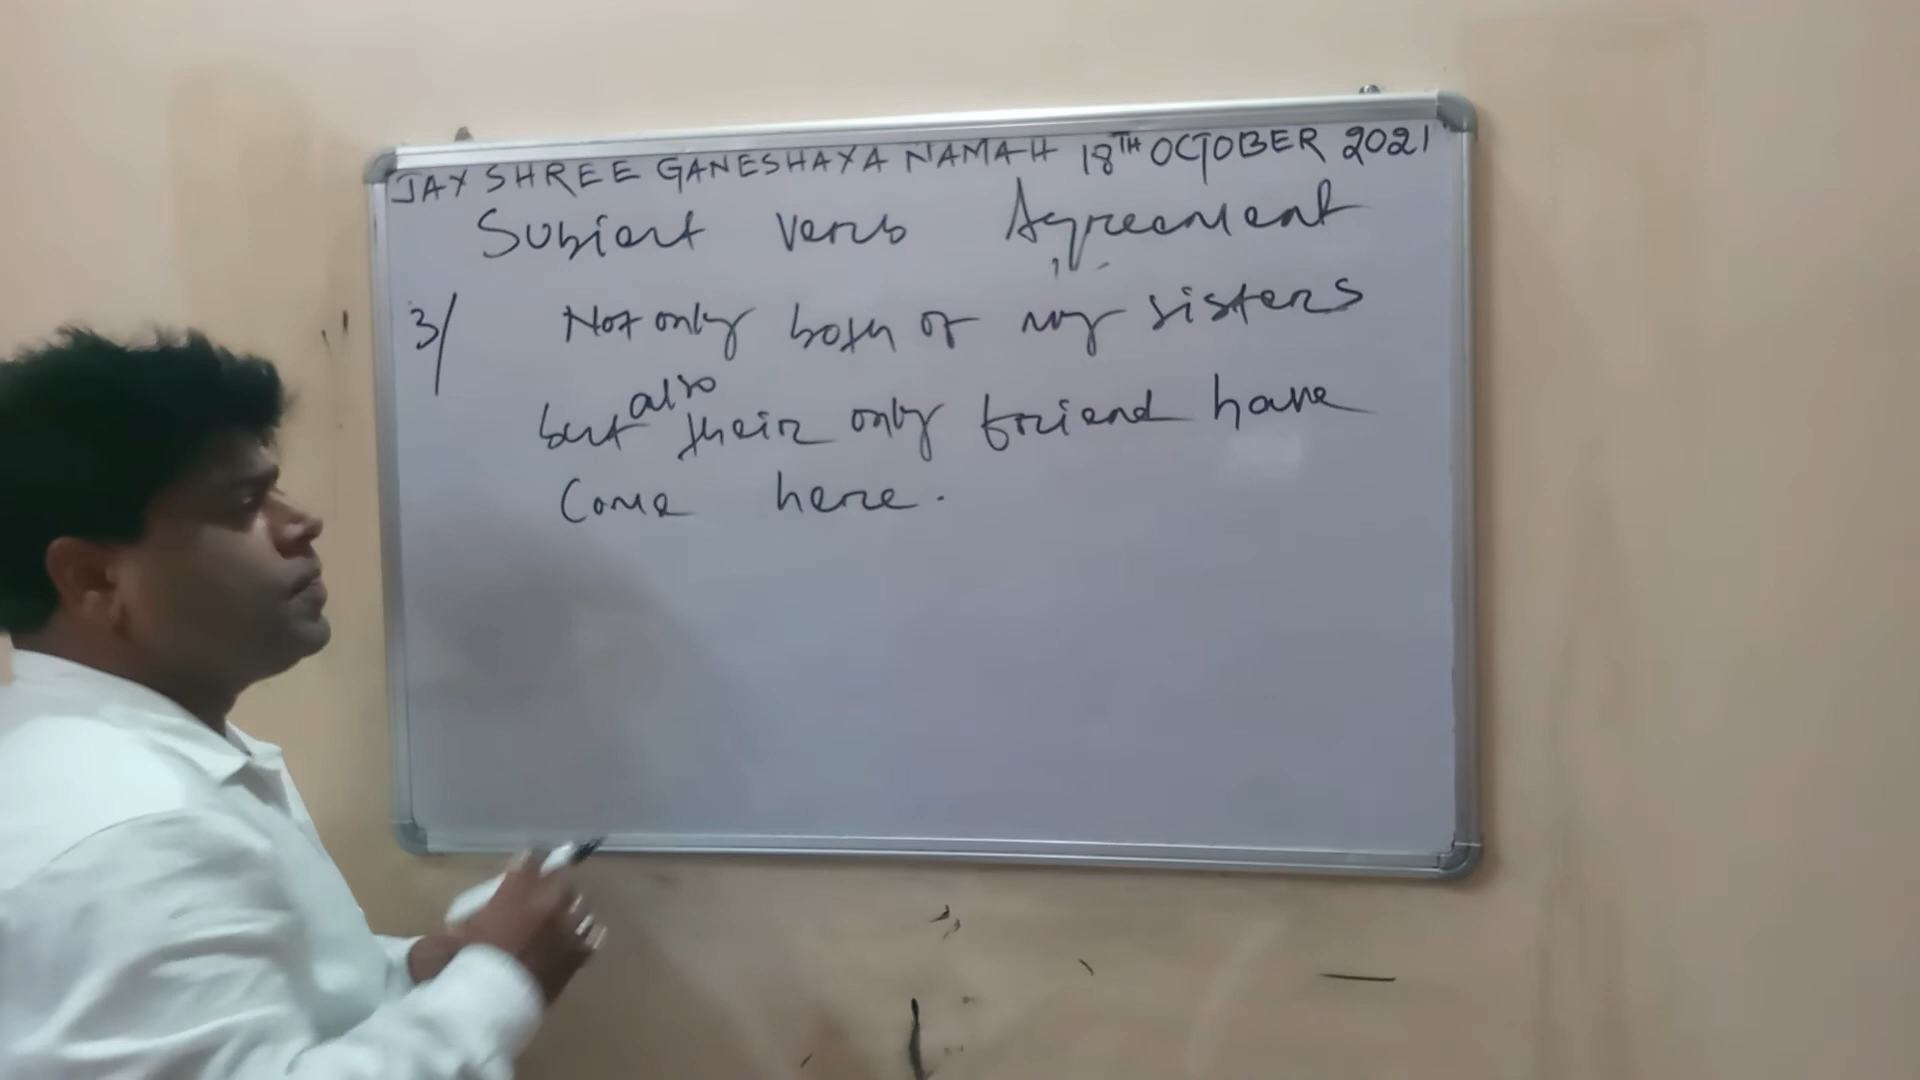 JAY SHREE GANESHAYA NAMAH 18TH OCTOBER 2021
Subject Verb Agreement
3/ Not only both of my sisters
but also their only friend have
Come here.